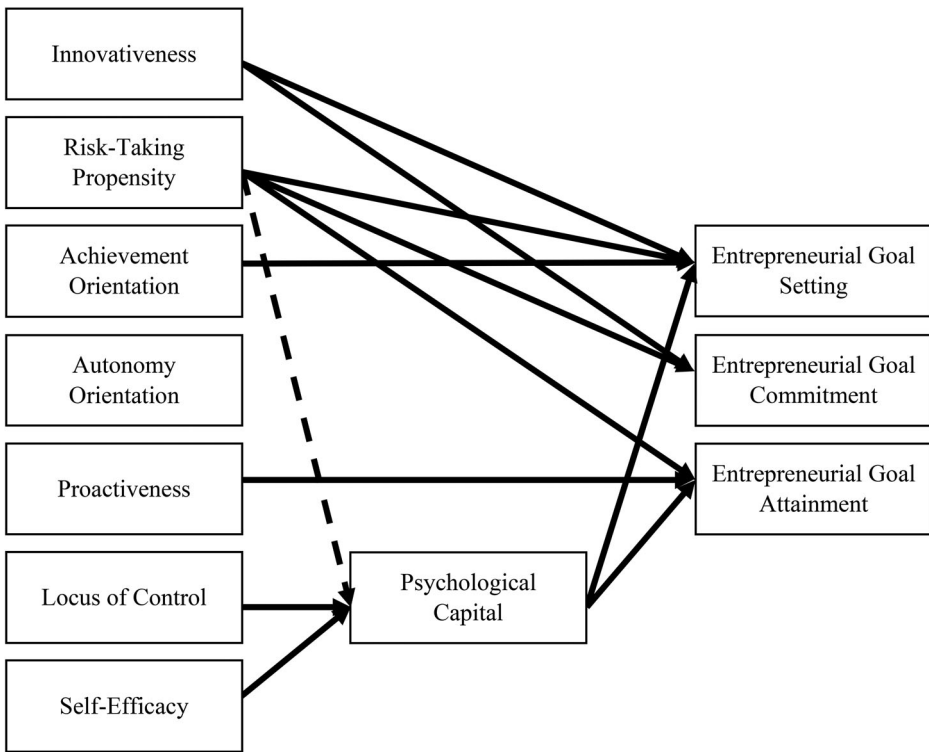 Innovativeness
Risk-Taking
Propensity
Achievement
Orientation
Autonomy
Orientation
Proactiveness
Locus of Control
Self-Efficacy
Psychological
Capital
Entrepreneurial Goal
Setting
Entrepreneurial Goal
Commitment
Entrepreneurial Goal
Attainment